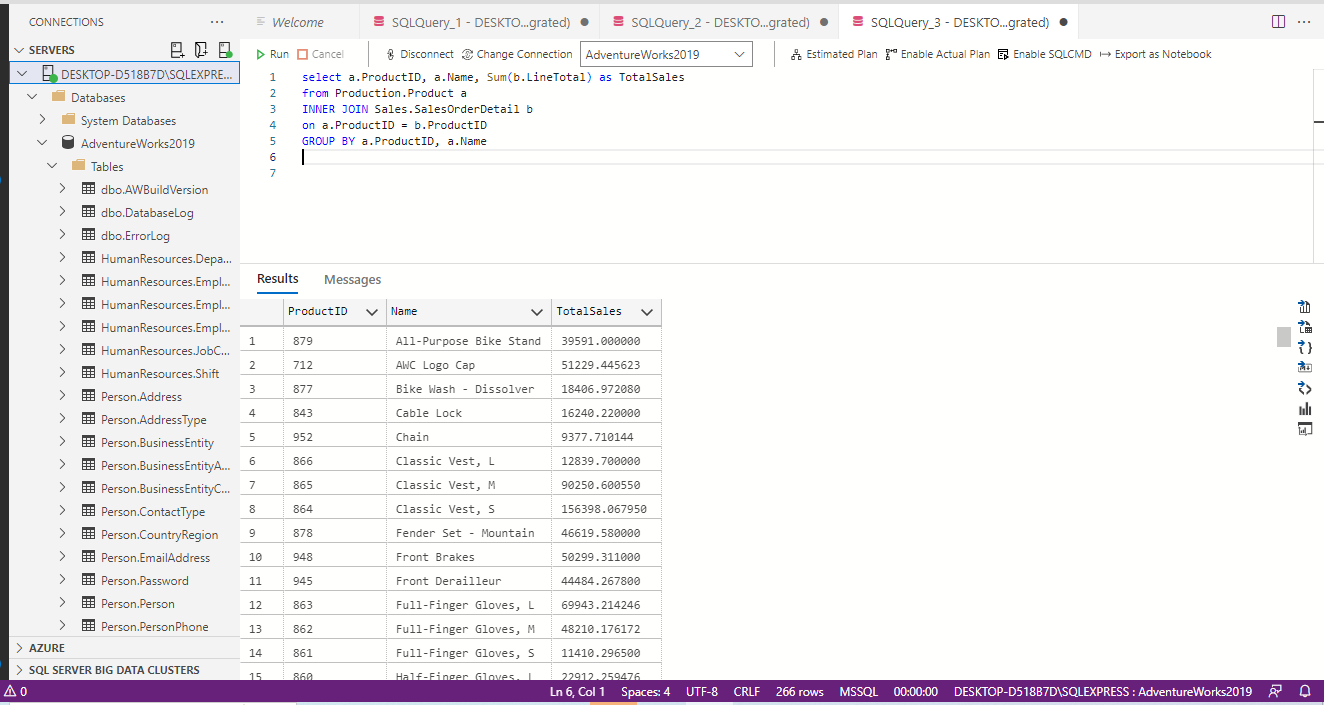 CONNECTIONS ...
SERVERS
DESKTOP-D518B7D\SQLEXPRE...
Databases
System Databases
AdventureWorks2019
Tables
dbo.AWBuildVersion
dbo.DatabaseLog
dbo.ErrorLog
HumanResources.Depa...
HumanResources.Empl...
HumanResources.Empl...
HumanResources.Empl...
HumanResources.JobC...
HumanResources.Shift
Person.Address
Person.AddressType
Person.BusinessEntity
Person.BusinessEntityA...
Person.BusinessEntityC...
Person.ContactType
Person.CountryRegion
Person.EmailAddress
Person.Password
Person.Person
Person.PersonPhone
AZURE
SQL SERVER BIG DATA CLUSTERS
Welcome SQLQuery_1 - DESKTO...grated) SQLQuery_2 - DESKTO...grated) SQLQuery_3 - DESKTO...grated) ...
Run Cancel Disconnect Change Connection AdventureWorks2019 Estimated Plan Enable Actual Plan Enable SQLCMD Export as Notebook
1 select a.ProductID, a.Name, Sum(b.LineTotal) as TotalSales
2 from Production.Product a
3 INNER JOIN Sales.SalesOrderDetail b
4 on a.ProductID = b.ProductID
5 GROUP BY a.ProductID, a.Name
6
7
Results Messages
ProductID Name TotalSales
1 879 All-Purpose Bike Stand 39591.000000
2 712 AWC Logo Cap 51229.445623
3 877 Bike Wash - Dissolver 18406.972080
4 843 Cable Lock 16240.220000
5 952 Chain 9377.710144
6 866 Classic Vest, L 12839.700000
7 865 Classic Vest, M 90250.600550
8 864 Classic Vest, S 156398.067950
9 878 Fender Set - Mountain 46619.580000
10 948 Front Brakes 50299.311000
11 945 Front Derailleur 44484.267800
12 863 Full-Finger Gloves, L 69943.214246
13 862 Full-Finger Gloves, M 48210.176172
14 861 Full-Finger Gloves, S 11410.296500
15 860 Half-Finger Gloves, L 22912.259476
0 Ln 6, Col 1 Spaces: 4 UTF-8 CRLF 266 rows MSSQL 00:00:00 DESKTOP-D518B7D\SQLEXPRESS : AdventureWorks2019